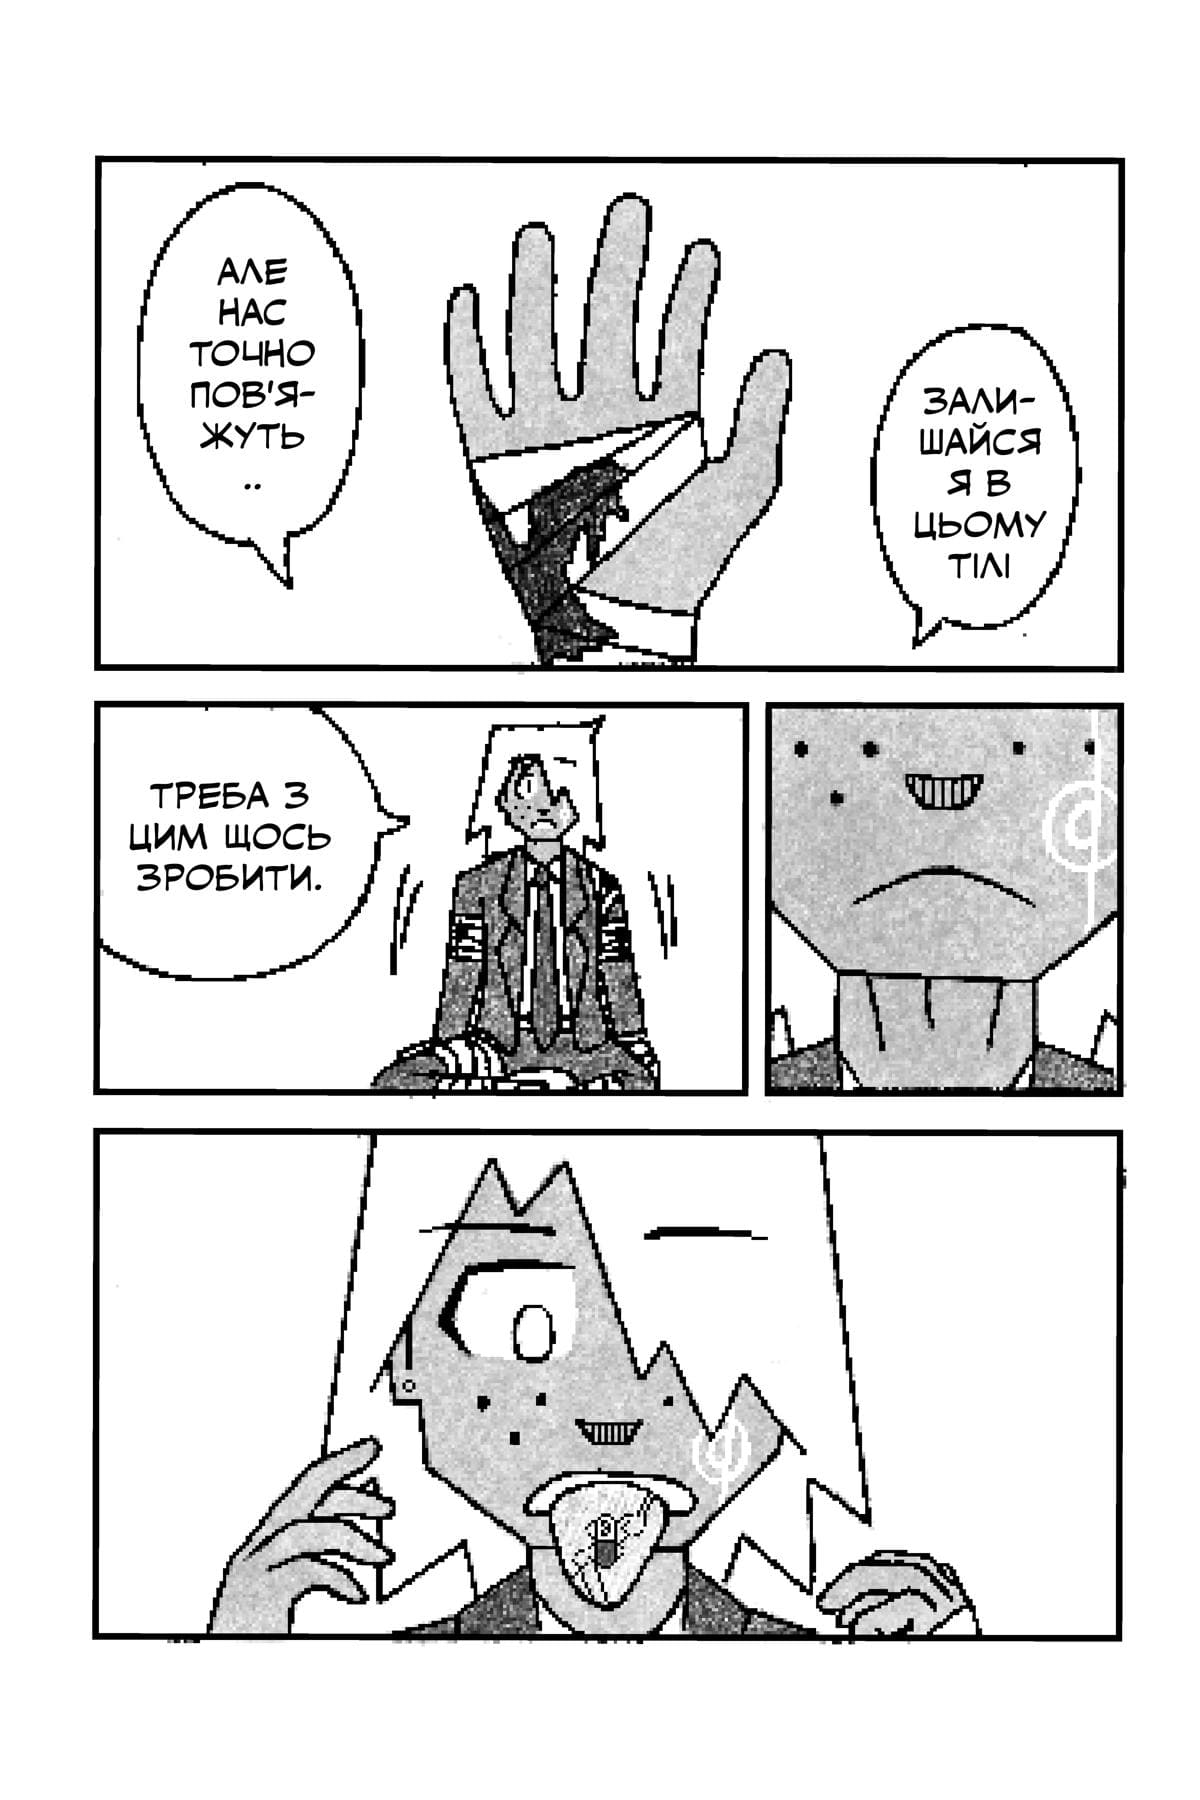 АЛЕ
НАС
ТОЧНО
ПОВ'Я-
ЖУТЬ
..
ЗАЛИ-
ШАЙСЯ
Я В
ЦЬОМУ
ТІЛІ
ТРЕБА З
ЦИМ ЩОСЬ
ЗРОБИТИ.